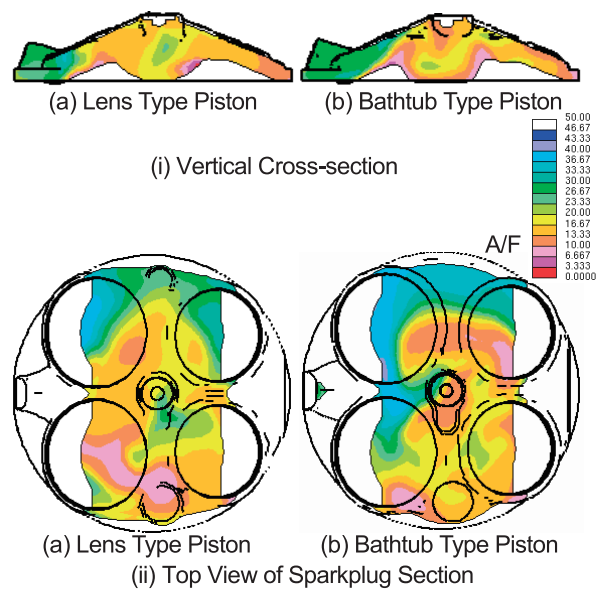 (a) Lens Type Piston
(b) Bathtub Type Piston
(i) Vertical Cross-section
A/F
50.00
46.67
43.33
40.00
36.67
33.33
30.00
26.67
23.33
20.00
16.67
13.33
10.00
6.667
3.333
0.0000
(a) Lens Type Piston
(b) Bathtub Type Piston
(ii) Top View of Sparkplug Section